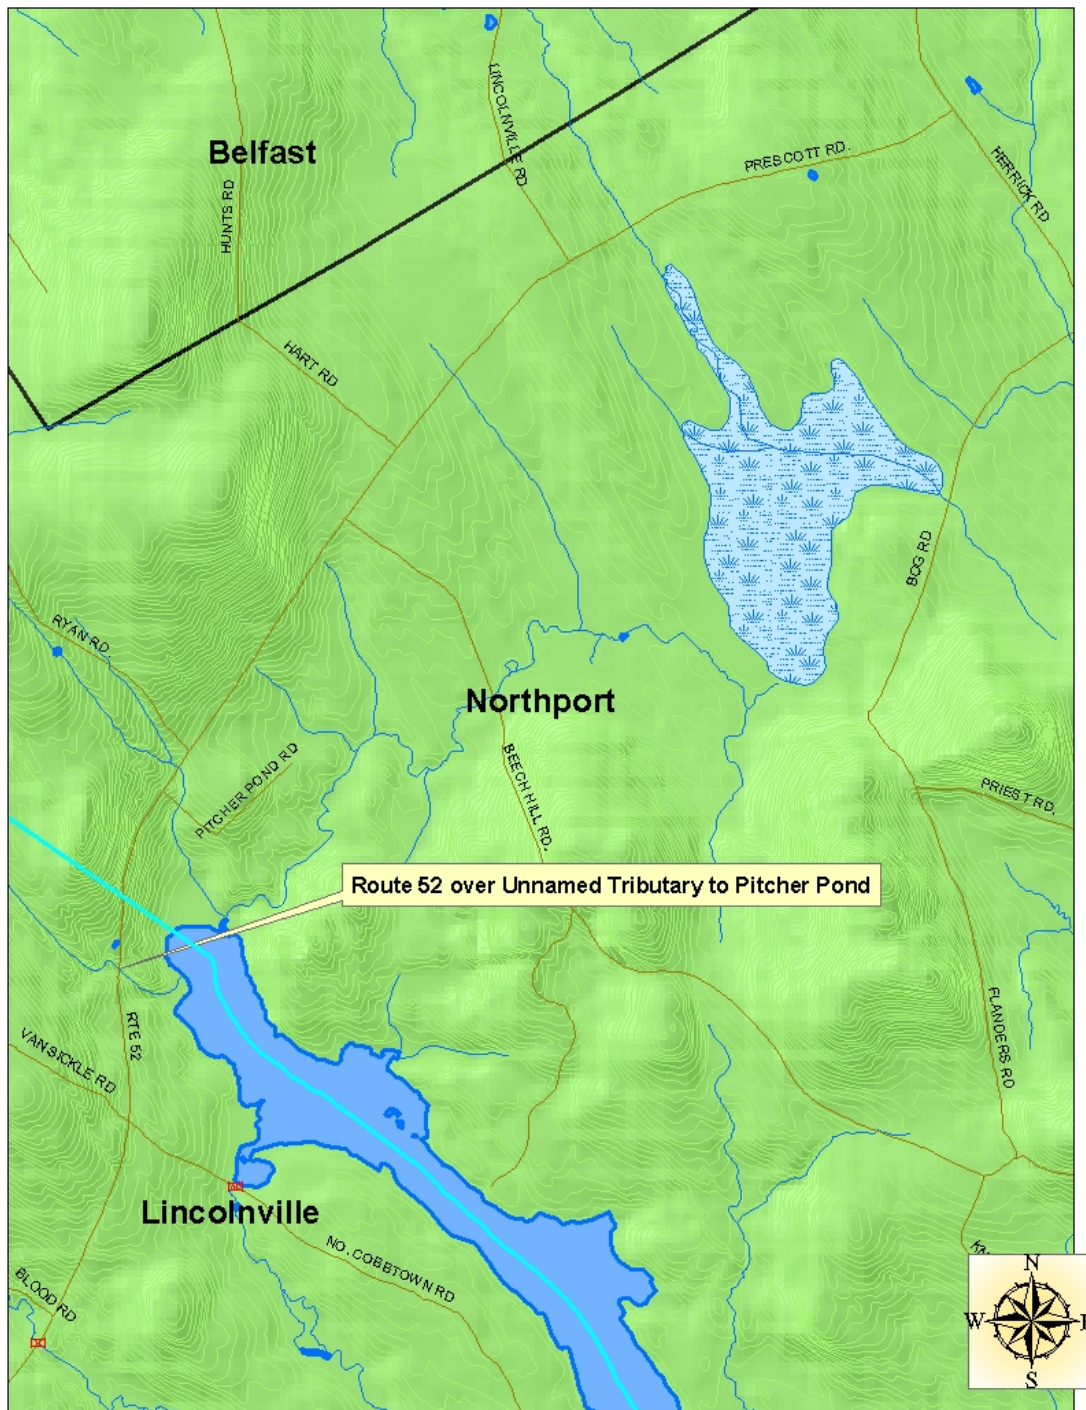 LINCOLNVILLE RD
Belfast
PRESCOTT RD.
HERRICK RD
HUNTS RD
HART RD
BOG RD
RYAN RD.
Northport
PITCHER POND RD
BEECH HILL RD.
PRIEST RD.
Route 52 over Unnamed Tributary to Pitcher Pond
FLANDERS RD
RTE 52
VAN SICKLE RD
Lincolnville
NO. COBBTOWN RD
BLOOD RD
N
W
S